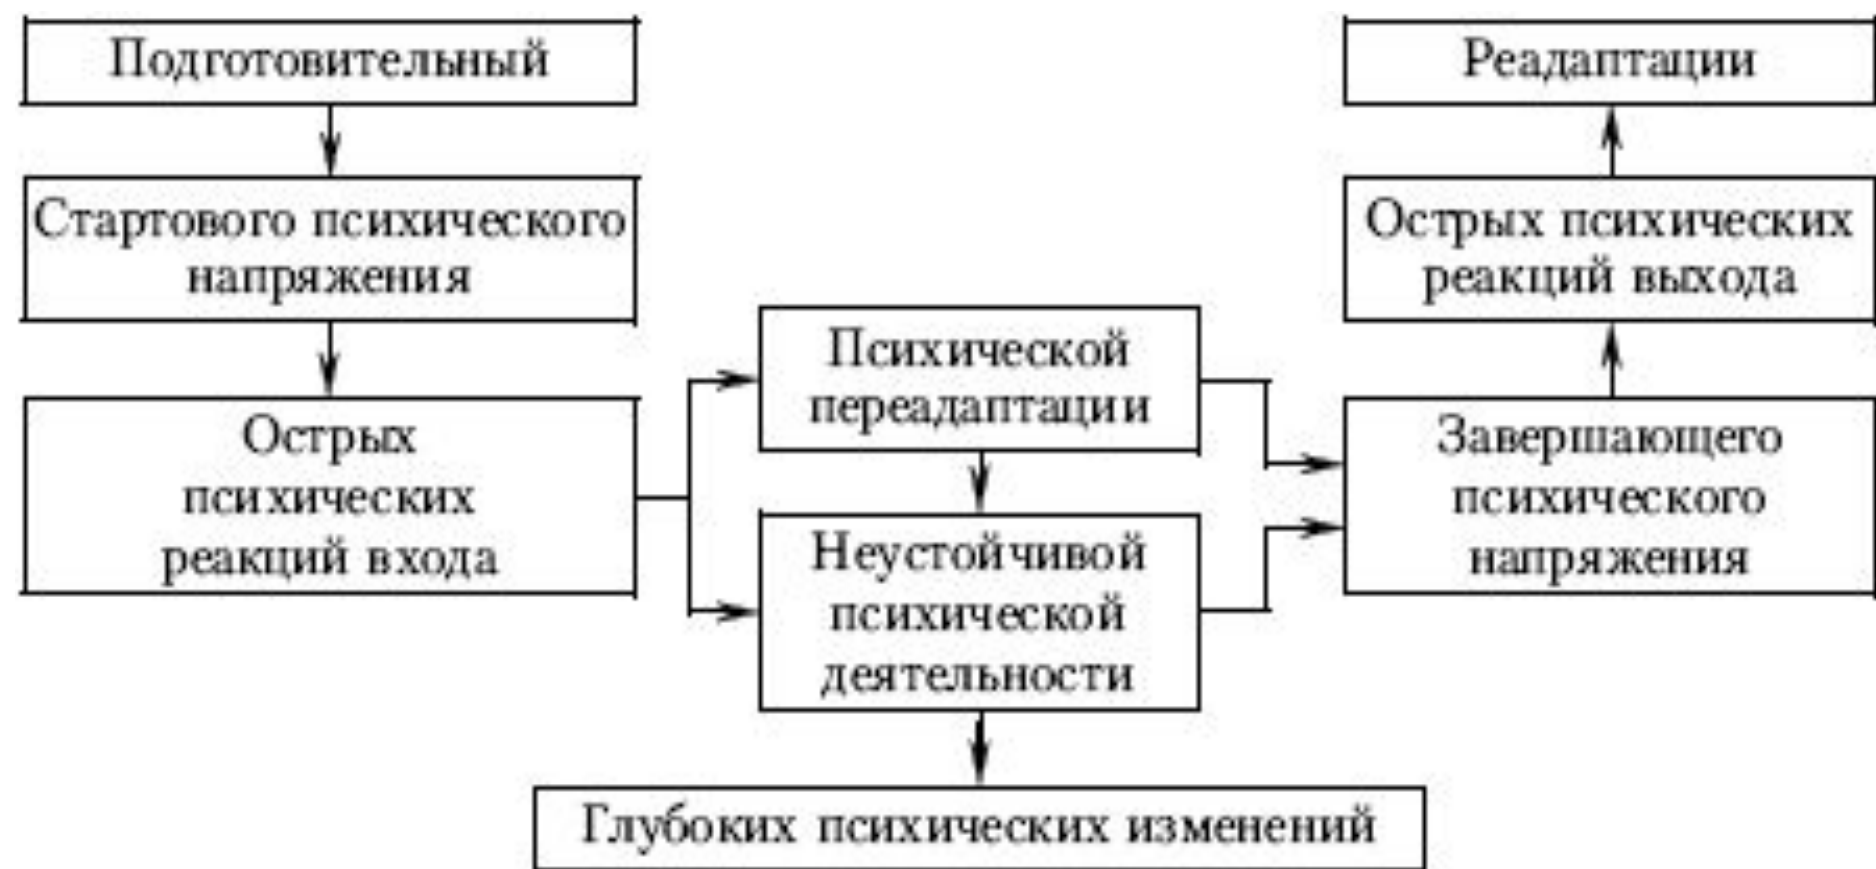 Подготовительный
Стартового психического
напряжения
Острых
психических
реакций входа
Психической
переадаптации
Неустойчивой
психической
деятельности
Глубоких психических изменений
Завершающего
психического
напряжения
Острых психических
реакций выхода
Реадаптации